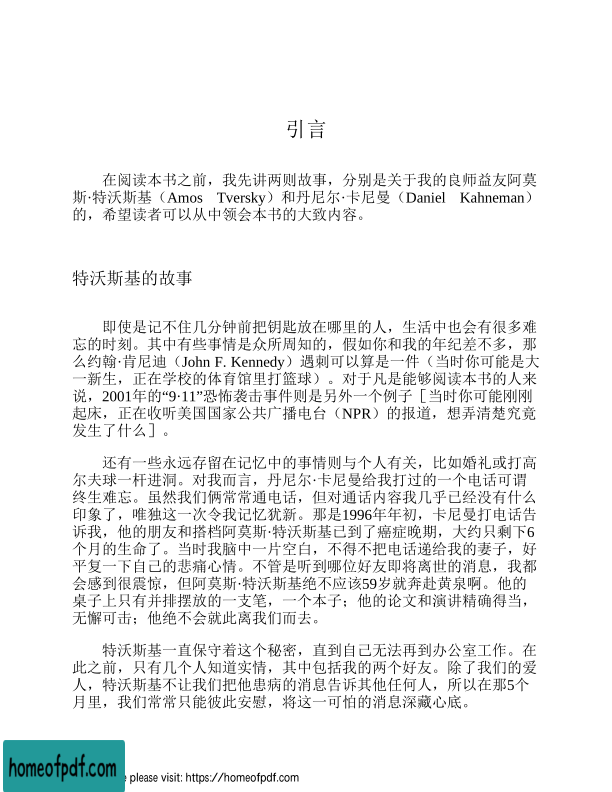 引言
在阅读本书之前，我先讲两则故事，分别是关于我的良师益友阿莫
斯·特沃斯基（Amos Tversky）和丹尼尔·卡尼曼（Daniel Kahneman）
的，希望读者可以从中领会本书的大致内容。
特沃斯基的故事
即使是记不住几分钟前把钥匙放在哪里的人，生活中也会有很多难
忘的时刻。其中有些事情是众所周知的，假如你和我的年纪差不多，那
么约翰·肯尼迪（John F. Kennedy）遇刺可以算是一件（当时你可能是大
一新生，正在学校的体育馆里打篮球）。对于凡是能够阅读本书的人来
说，2001年的“9·11”恐怖袭击事件则是另外一个例子［当时你可能刚刚
起床，正在收听美国国家公共广播电台（NPR）的报道，想弄清楚究竟
发生了什么］。
还有一些永远存留在记忆中的事情则与个人有关，比如婚礼或打高
尔夫球一杆进洞。对我而言，丹尼尔·卡尼曼给我打过的一个电话可谓
终生难忘。虽然我们俩常常通电话，但对通话内容我几乎已经没有什么
印象了，唯独这一次令我记忆犹新。那是1996年年初，卡尼曼打电话告
诉我，他的朋友和搭档阿莫斯·特沃斯基已到了癌症晚期，大约只剩下6
个月的生命了。当时我脑中一片空白，不得不把电话递给我的妻子，好
平复一下自己的悲痛心情。不管是听到哪位好友即将离世的消息，我都
会感到很震惊，但阿莫斯·特沃斯基绝不应该59岁就奔赴黄泉啊。他的
桌子上只有并排摆放的一支笔，一个本子；他的论文和演讲精确得当，
无懈可击；他绝不会就此离我们而去。
特沃斯基一直保守着这个秘密，直到自己无法再到办公室工作。在
此之前，只有几个人知道实情，其中包括我的两个好友。除了我们的爱
人，特沃斯基不让我们把他患病的消息告诉其他任何人，所以在那5个
月里，我们常常只能彼此安慰，将这一可怕的消息深藏心底。
homeofpdf.com
please visit: https://homeofpdf.com